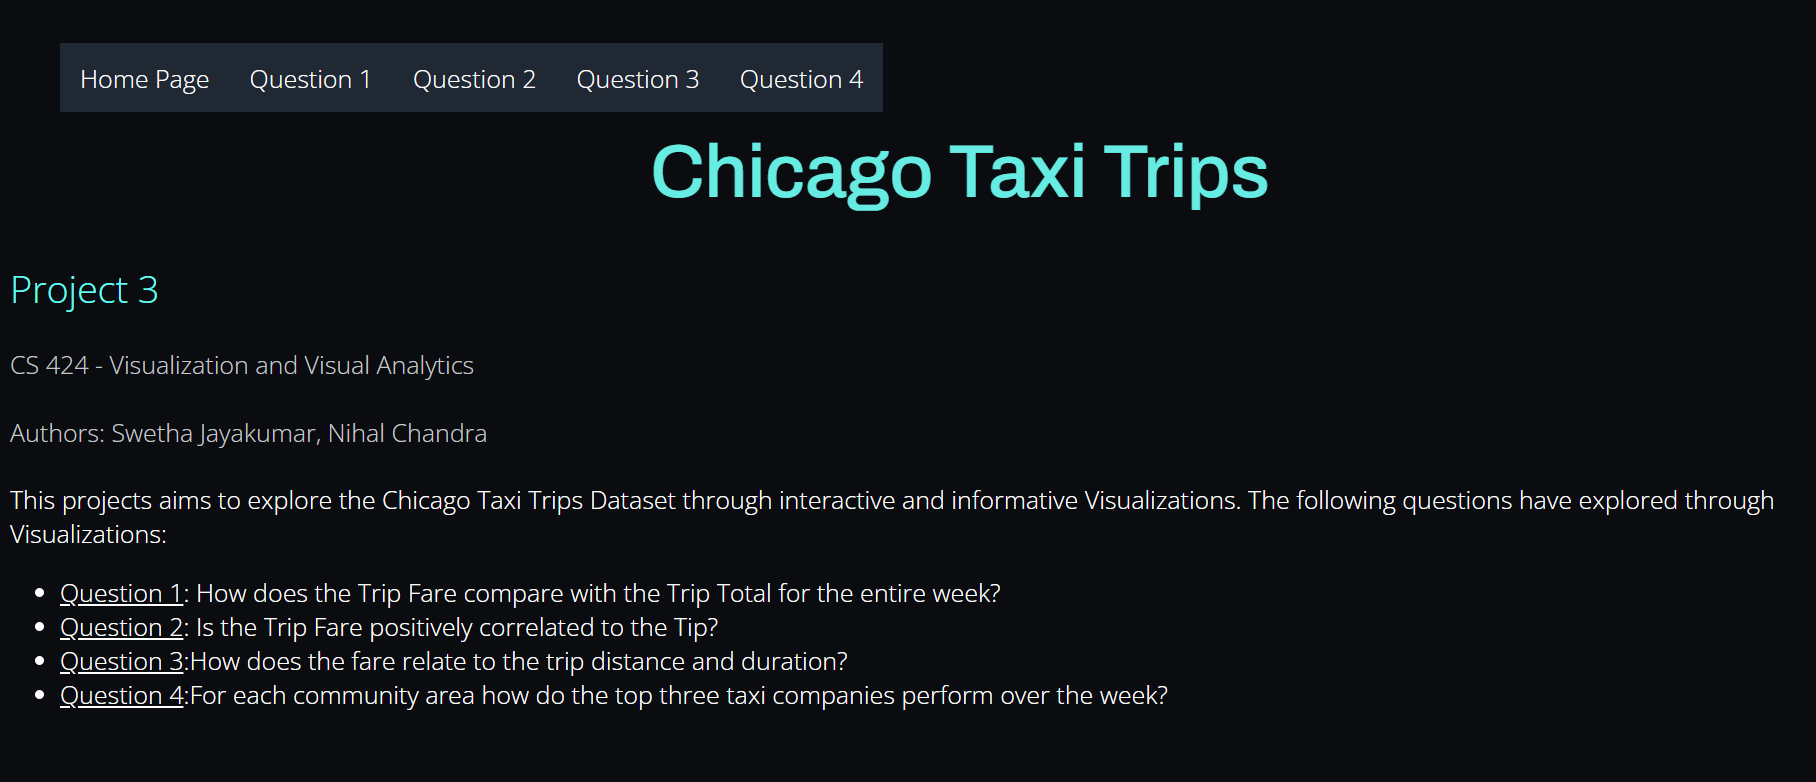 Home Page Question 1 Question 2 Question 3 Question 4
Chicago Taxi Trips
Project 3
CS 424 - Visualization and Visual Analytics
Authors: Swetha Jayakumar, Nihal Chandra
This projects aims to explore the Chicago Taxi Trips Dataset through interactive and informative Visualizations. The following questions have explored through
Visualizations:
• Question 1: How does the Trip Fare compare with the Trip Total for the entire week?
• Question 2: Is the Trip Fare positively correlated to the Tip?
• Question 3:How does the fare relate to the trip distance and duration?
• Question 4:For each community area how do the top three taxi companies perform over the week?